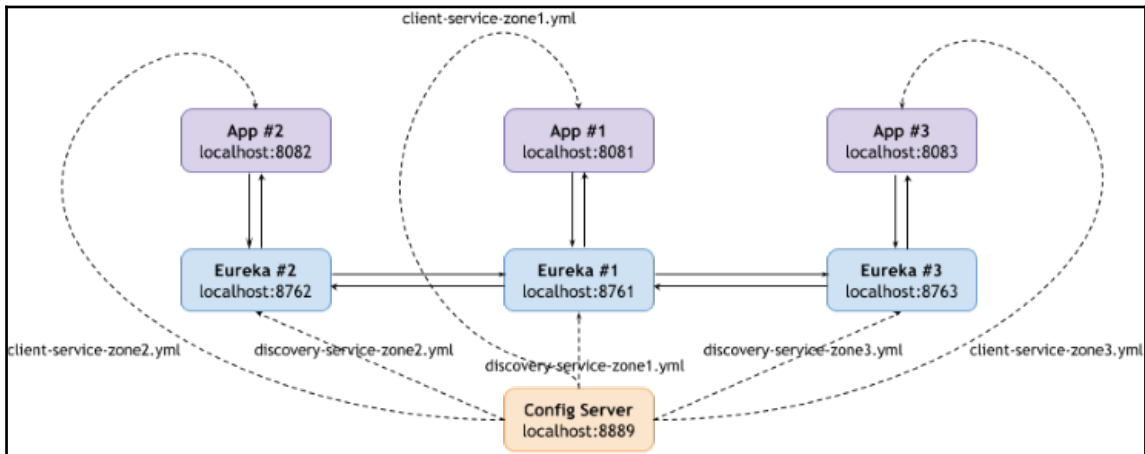 client-service-zone1.yml
App #2
localhost:8082
App #1
localhost:8081
App #3
localhost:8083
Eureka #2
localhost:8762
Eureka #1
localhost:8761
Eureka #3
localhost:8763
client-service-zone2.yml
discovery-service-zone2.yml
discovery-service-zone1.yml
discovery-service-zone3.yml
client-service-zone3.yml
Config Server
localhost:8889